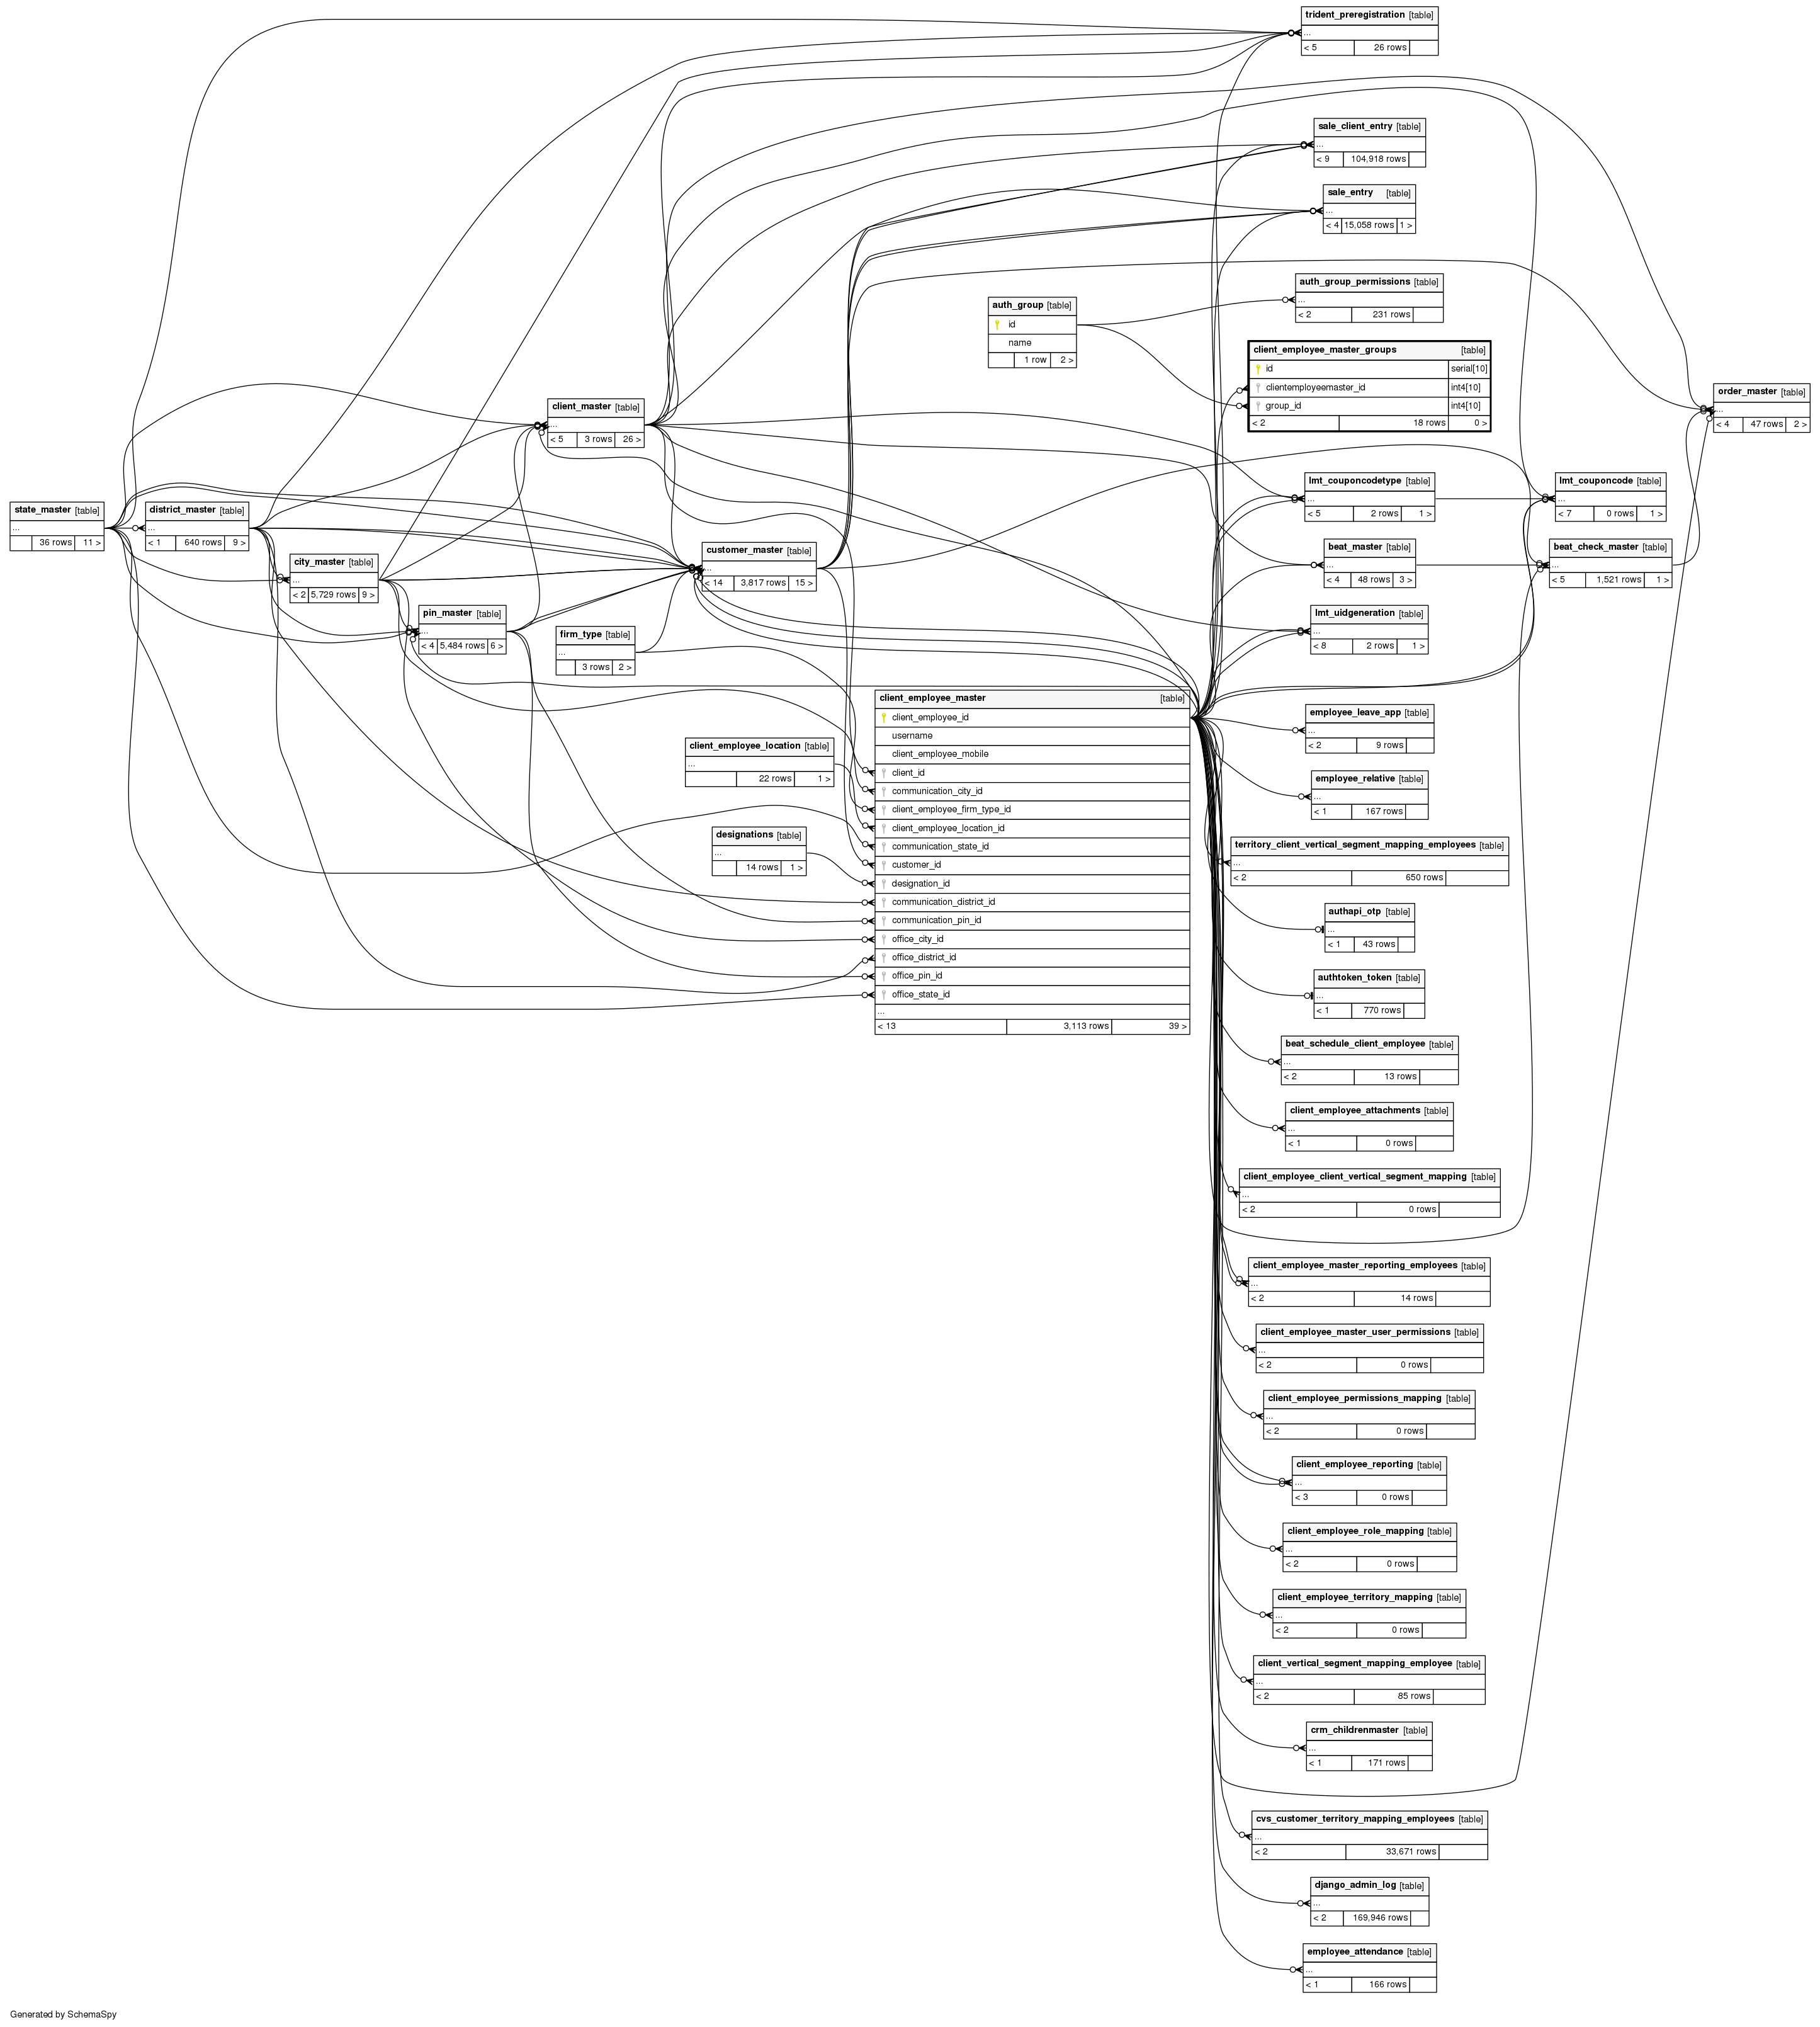 trident_preregistration [table]
...
< 5 26 rows
sale_client_entry [table]
...
< 9 104,918 rows
sale_entry [table]
...
< 4 15,058 rows 1 >
auth_group_permissions [table]
...
< 2 231 rows
auth_group [table]
id
name
1 row 2 >
client_employee_master_groups [table]
id serial[10]
clientemployeemaster_id int4[10]
group_id int4[10]
< 2 18 rows 0 >
order_master [table]
...
< 4 47 rows 2 >
client_master [table]
...
< 5 3 rows 26 >
lmt_couponcodetype [table]
...
< 5 2 rows 1 >
lmt_couponcode [table]
...
< 7 0 rows 1 >
state_master [table]
...
36 rows 11 >
district_master [table]
...
< 1 640 rows 9 >
city_master [table]
...
< 2 5,729 rows 9 >
customer_master [table]
...
< 14 3,817 rows 15 >
beat_master [table]
...
< 4 48 rows 3 >
beat_check_master [table]
...
< 5 1,521 rows 1 >
pin_master [table]
...
< 4 5,484 rows 6 >
firm_type [table]
...
3 rows 2 >
lmt_uidgeneration [table]
...
< 8 2 rows 1 >
client_employee_master [table]
client_employee_id
username
client_employee_mobile
client_id
communication_city_id
client_employee_firm_type_id
client_employee_location_id
communication_state_id
customer_id
designation_id
communication_district_id
communication_pin_id
office_city_id
office_district_id
office_pin_id
office_state_id
...
< 13 3,113 rows 39 >
client_employee_location [table]
...
22 rows 1 >
designations [table]
...
14 rows 1 >
employee_leave_app [table]
...
< 2 9 rows
employee_relative [table]
...
< 1 167 rows
territory_client_vertical_segment_mapping_employees [table]
...
< 2 650 rows
authapi_otp [table]
...
< 1 43 rows
authtoken_token [table]
...
< 1 770 rows
beat_schedule_client_employee [table]
...
< 2 13 rows
client_employee_attachments [table]
...
< 1 0 rows
client_employee_client_vertical_segment_mapping [table]
...
< 2 0 rows
client_employee_master_reporting_employees [table]
...
< 2 14 rows
client_employee_master_user_permissions [table]
...
< 2 0 rows
client_employee_permissions_mapping [table]
...
< 2 0 rows
client_employee_reporting [table]
...
< 3 0 rows
client_employee_role_mapping [table]
...
< 2 0 rows
client_employee_territory_mapping [table]
...
< 2 0 rows
client_vertical_segment_mapping_employee [table]
...
< 2 85 rows
crm_childrenmaster [table]
...
< 1 171 rows
cvs_customer_territory_mapping_employees [table]
...
< 2 33,671 rows
django_admin_log [table]
...
< 2 169,946 rows
employee_attendance [table]
...
< 1 166 rows
Generated by SchemaSpy